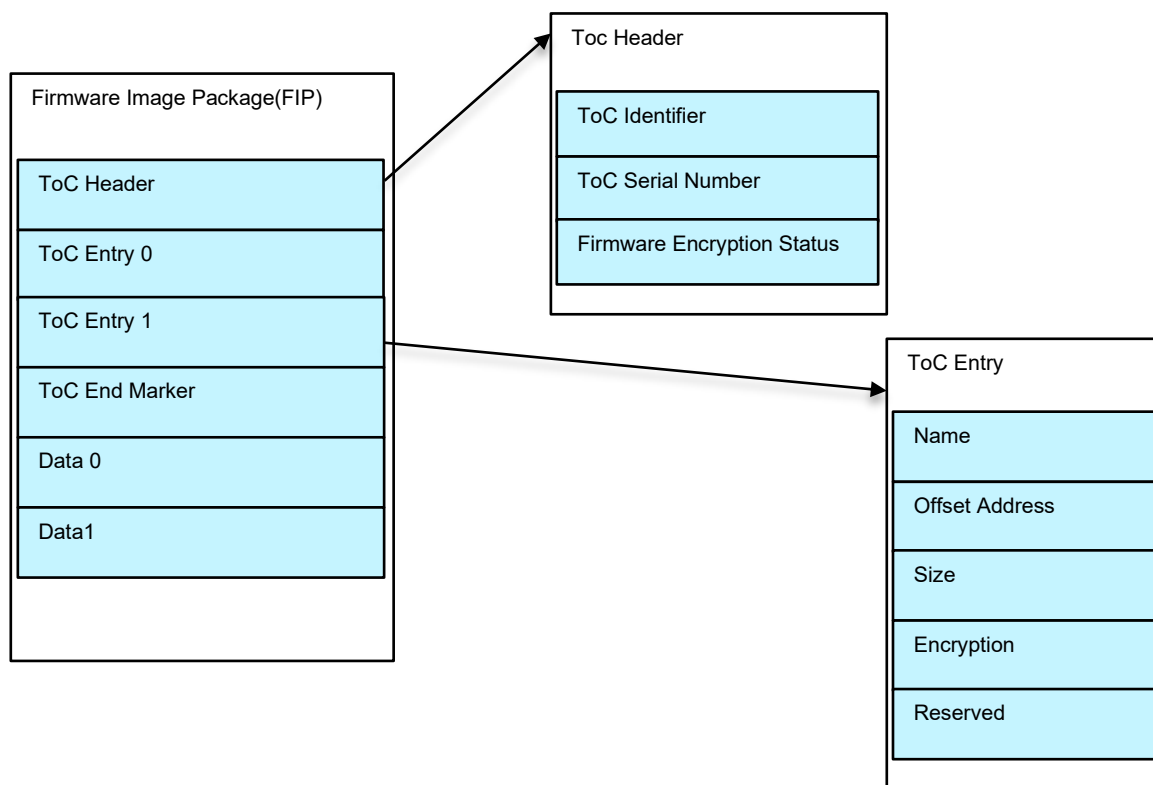 Firmware Image Package(FIP)
ToC Header
ToC Entry 0
ToC Entry 1
ToC End Marker
Data 0
Data1
Toc Header
ToC Identifier
ToC Serial Number
Firmware Encryption Status
ToC Entry
Name
Offset Address
Size
Encryption
Reserved